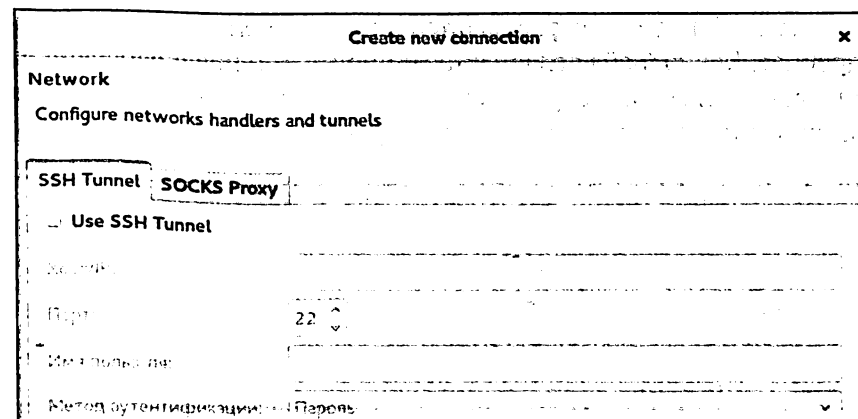 Create new connection
Network
Configure networks handlers and tunnels
SSH Tunnel SOCKS Proxy
Use SSH Tunnel
Порт
22
Метод аутентификации: Пароль